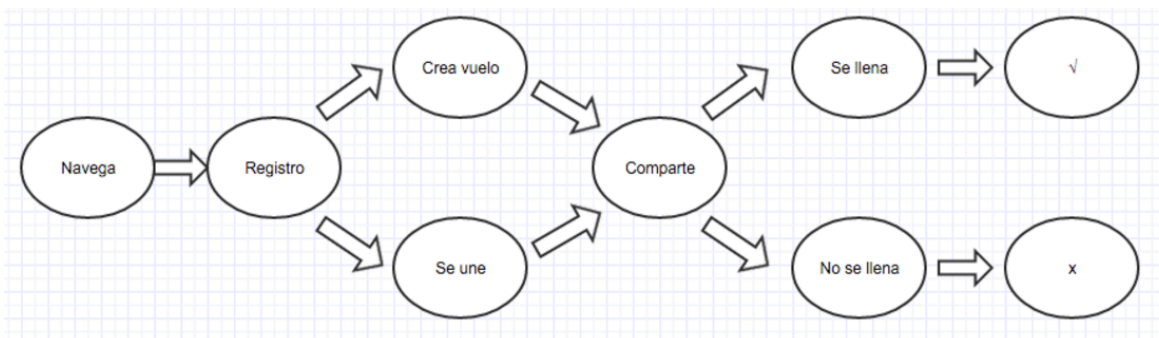 Navega
Registro
Crea vuelo
Se une
Comparte
Se llena
√
No se llena
x